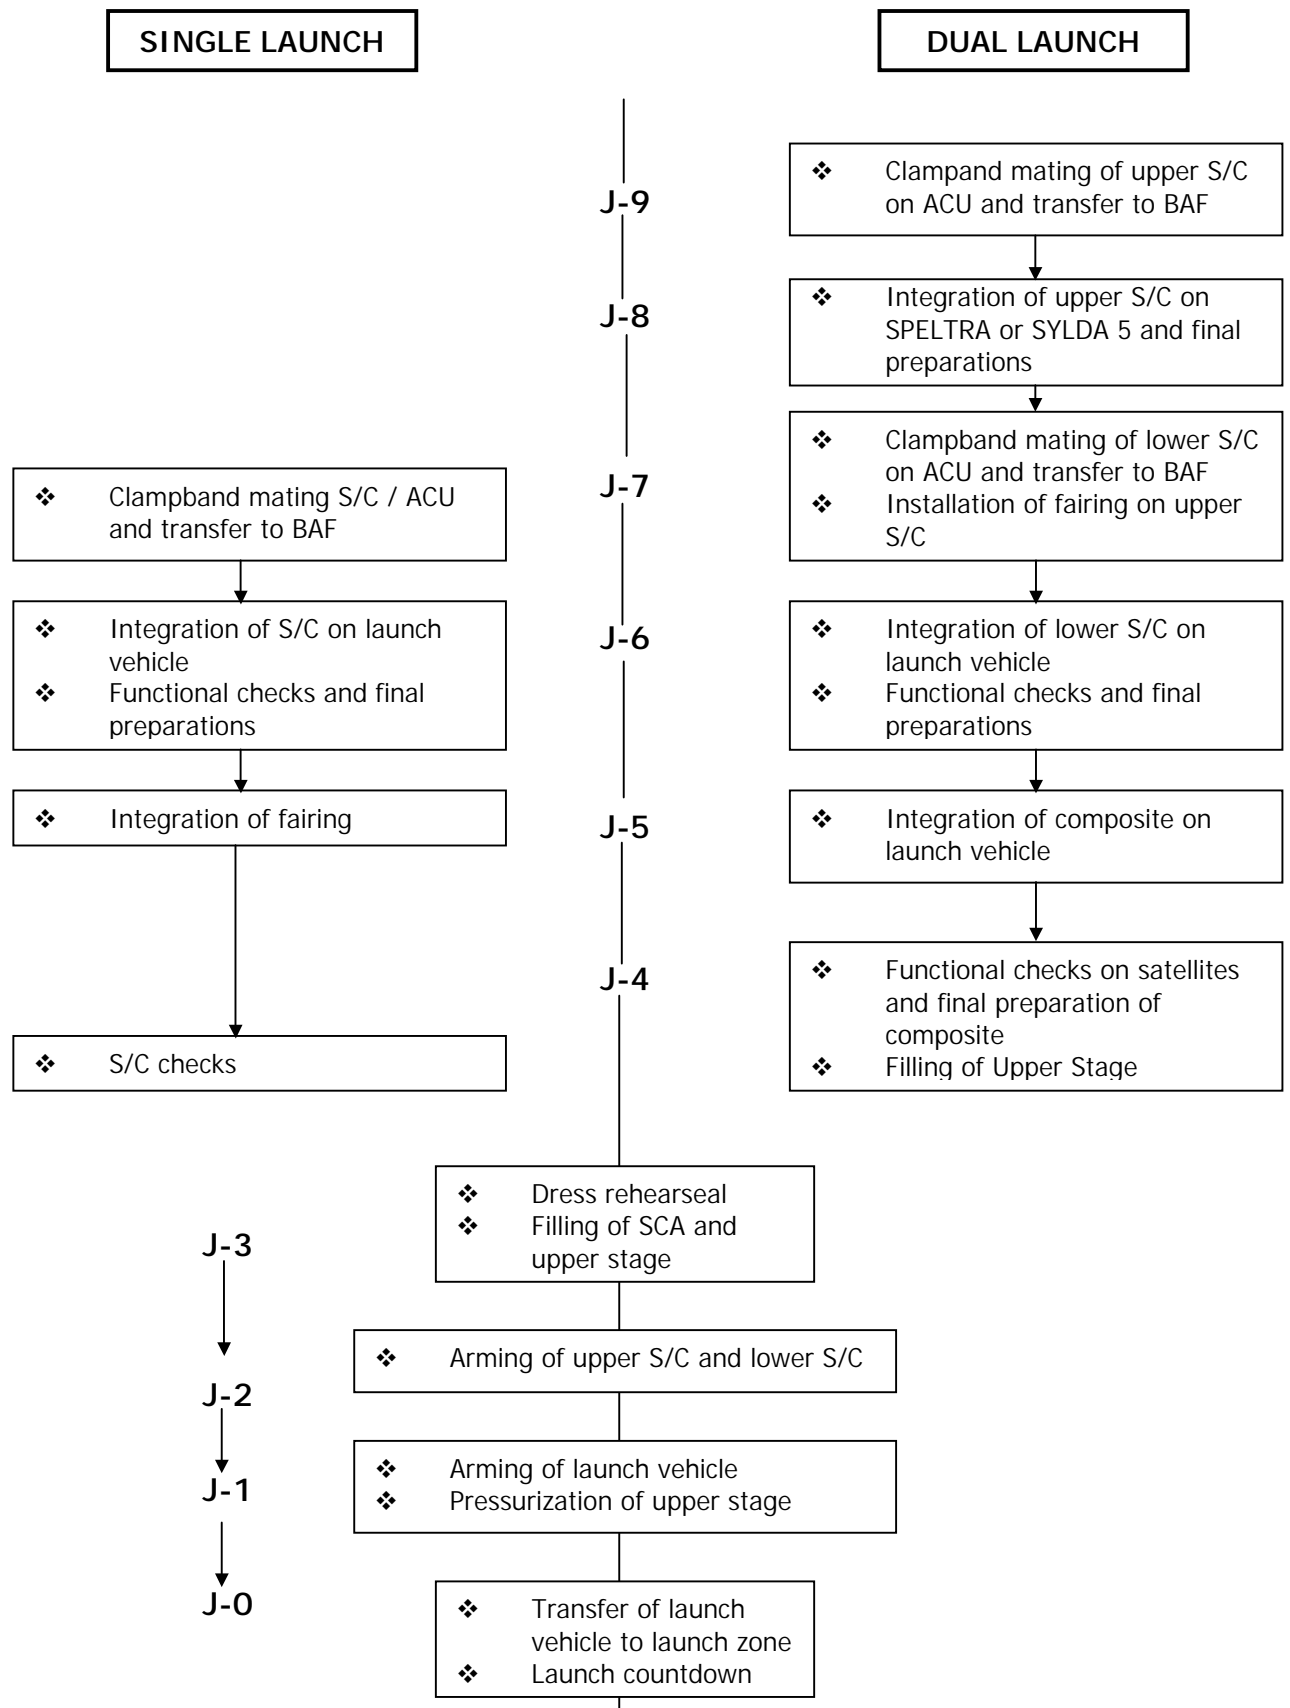 SINGLE LAUNCH
DUAL LAUNCH
J-9
❖ Clampand mating of upper S/C
on ACU and transfer to BAF
J-8
❖ Integration of upper S/C on
SPELTRA or SYLDA 5 and final
preparations
J-7
❖ Clampband mating S/C / ACU
and transfer to BAF
❖ Clampband mating of lower S/C
on ACU and transfer to BAF
❖ Installation of fairing on upper
S/C
J-6
❖ Integration of S/C on launch
vehicle
❖ Functional checks and final
preparations
❖ Integration of lower S/C on
launch vehicle
❖ Functional checks and final
preparations
J-5
❖ Integration of fairing
❖ Integration of composite on
launch vehicle
J-4
❖ S/C checks
❖ Functional checks on satellites
and final preparation of
composite
❖ Filling of Upper Stage
J-3
❖ Dress rehearseal
❖ Filling of SCA and
upper stage
J-2
❖ Arming of upper S/C and lower S/C
J-1
❖ Arming of launch vehicle
❖ Pressurization of upper stage
J-0
❖ Transfer of launch
vehicle to launch zone
❖ Launch countdown